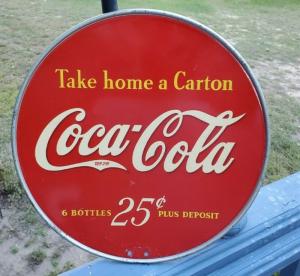 Take home a Carton
Coca-Cola
6 BOTTLES 25¢ PLUS DEPOSIT